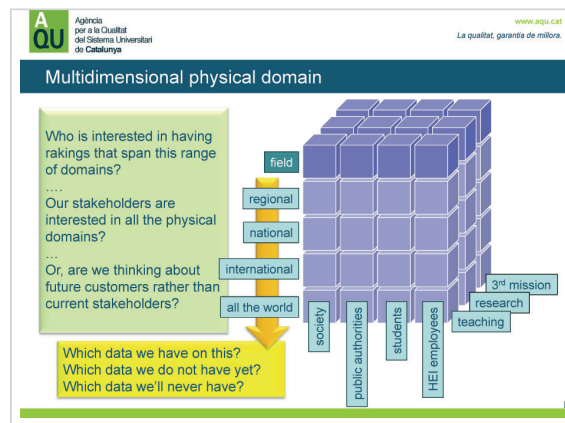 AQU
Agència
per a la Qualitat
del Sistema Universitari
de Catalunya
www.aqu.cat
La qualitat, garantia de millora.
Multidimensional physical domain
Who is interested in having
rakings that span this range
of domains?
….
Our stakeholders are
interested in all the physical
domains?
…
Or, are we thinking about
future customers rather than
current stakeholders?
field
regional
national
international
all the world
3rd mission
research
teaching
society
public authorities
students
HEI employees
Which data we have on this?
Which data we do not have yet?
Which data we'll never have?